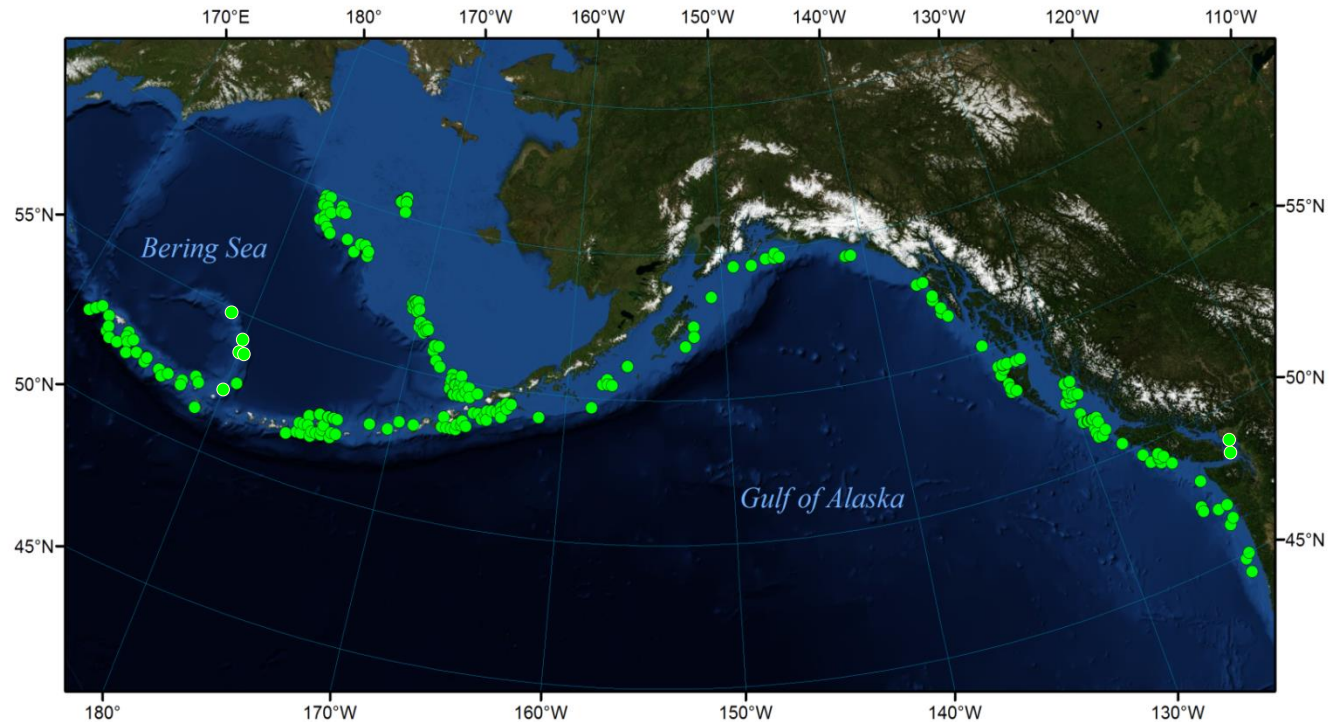 170°E 180° 170°W 160°W 150°W 140°W 130°W 120°W 110°W
55°N 55°N
Bering Sea
50°N 50°N
Gulf of Alaska
45°N 45°N
180° 170°W 160°W 150°W 140°W 130°W